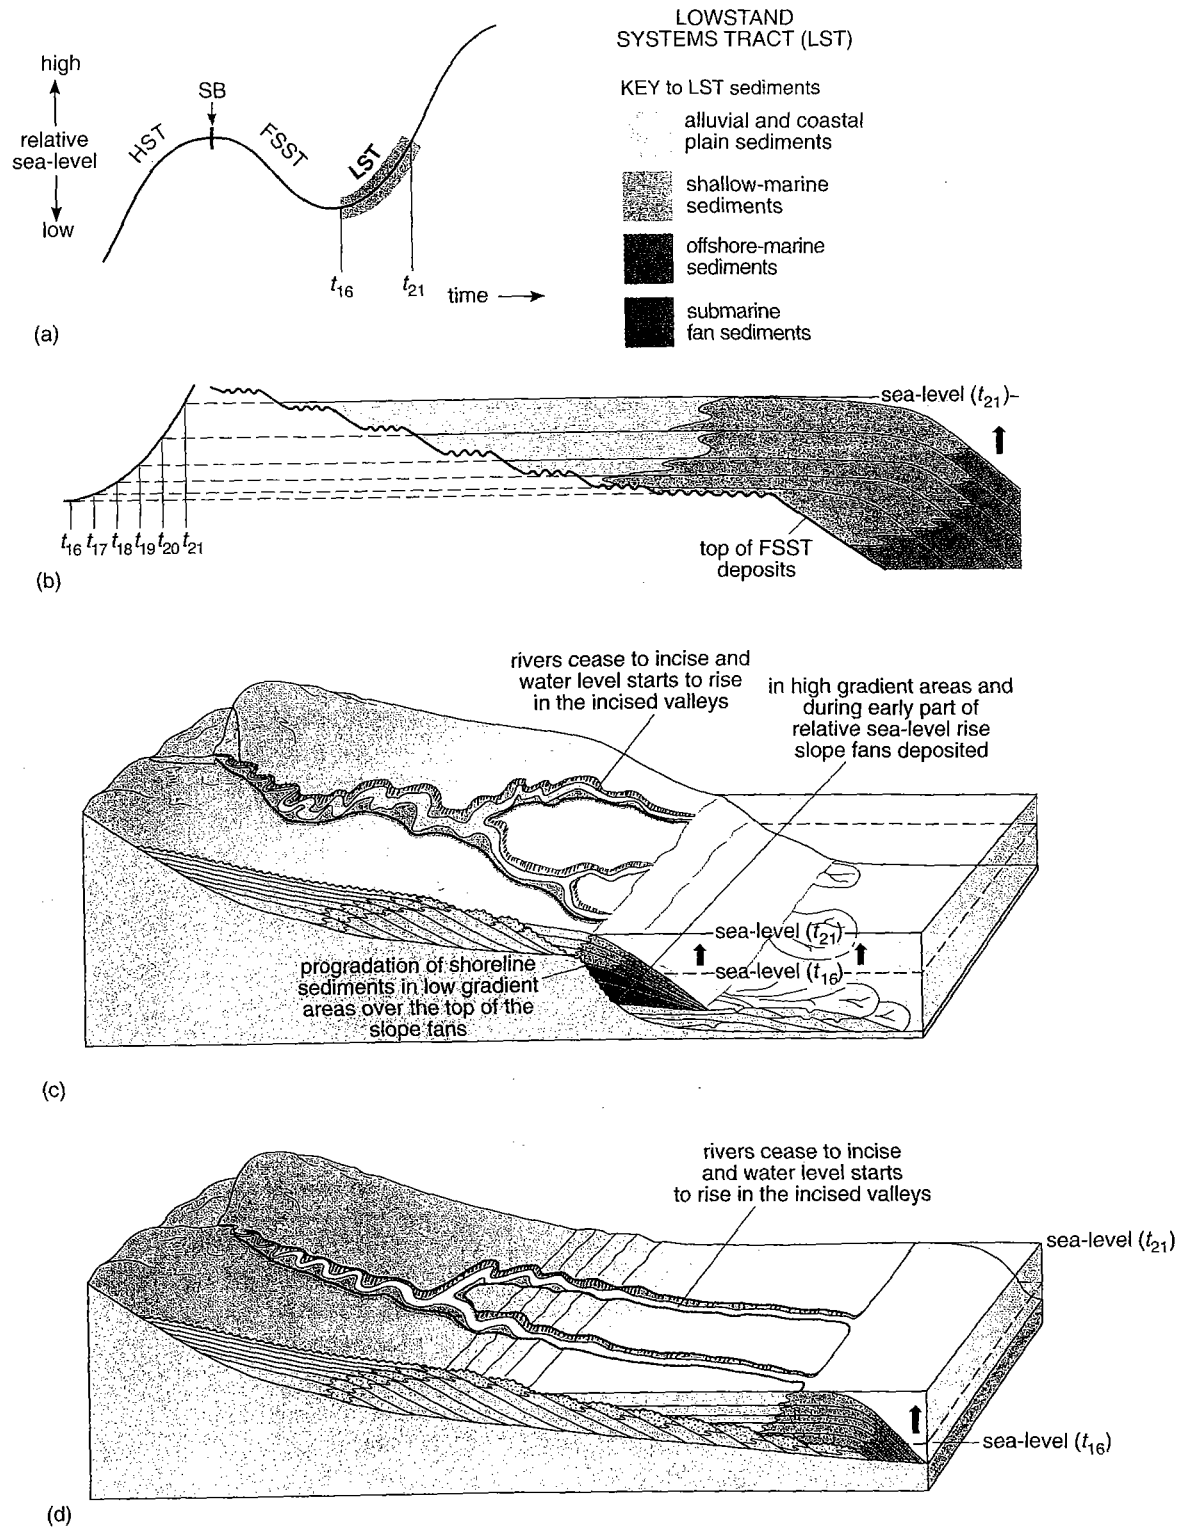 LOWSTAND
SYSTEMS TRACT (LST)
high
relative
sea-level
low
HST
SB
FSST
LST
t16
t21
time
(a)
KEY to LST sediments
alluvial and coastal
plain sediments
shallow-marine
sediments
offshore-marine
sediments
submarine
fan sediments
sea-level (t21)
t16 t17 t18 t19 t20 t21
top of FSST
deposits
(b)
rivers cease to incise and
water level starts to rise
in the incised valleys
in high gradient areas and
during early part of
relative sea-level rise
slope fans deposited
sea-level (t21)
sea-level (t16)
progradation of shoreline
sediments in low gradient
areas over the top of the
slope fans
(c)
rivers cease to incise
and water level starts
to rise in the incised valleys
sea-level (t21)
sea-level (t16)
(d)